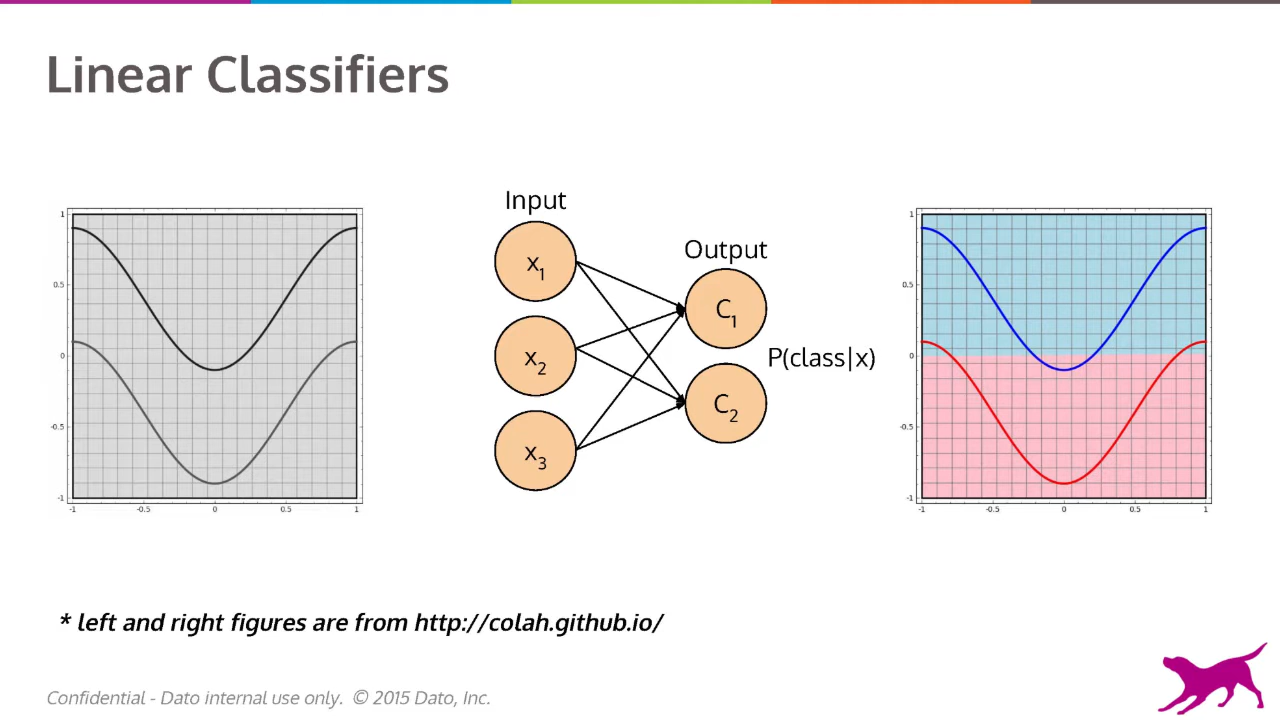 Linear Classifiers
1
0.5
0
-0.5
-1
-1 -0.5 0 0.5 1
Input
x1
x2
x3
Output
C1
C2
P(class|x)
1
0.5
0
-0.5
-1
-1 -0.5 0 0.5 1
* left and right figures are from http://colah.github.io/
Confidential - Dato internal use only. © 2015 Dato, Inc.